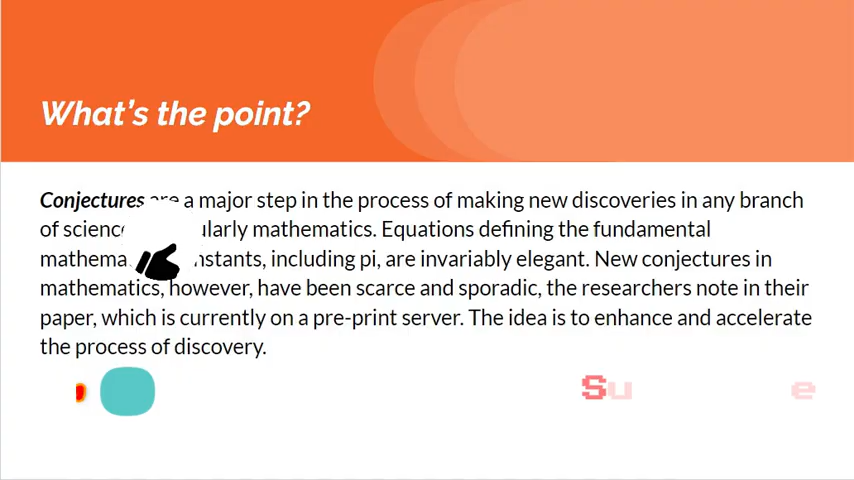 What's the point?
Conjectures are a major step in the process of making new discoveries in any branch
of ularly mathematics. Equations defining the fundamental
including pi, are invariably elegant. New conjectures in
mathematics, however, have been scarce and sporadic, the researchers note in their
paper, which is currently on a pre-print server. The idea is to enhance and accelerate
the process of discovery.
Su e